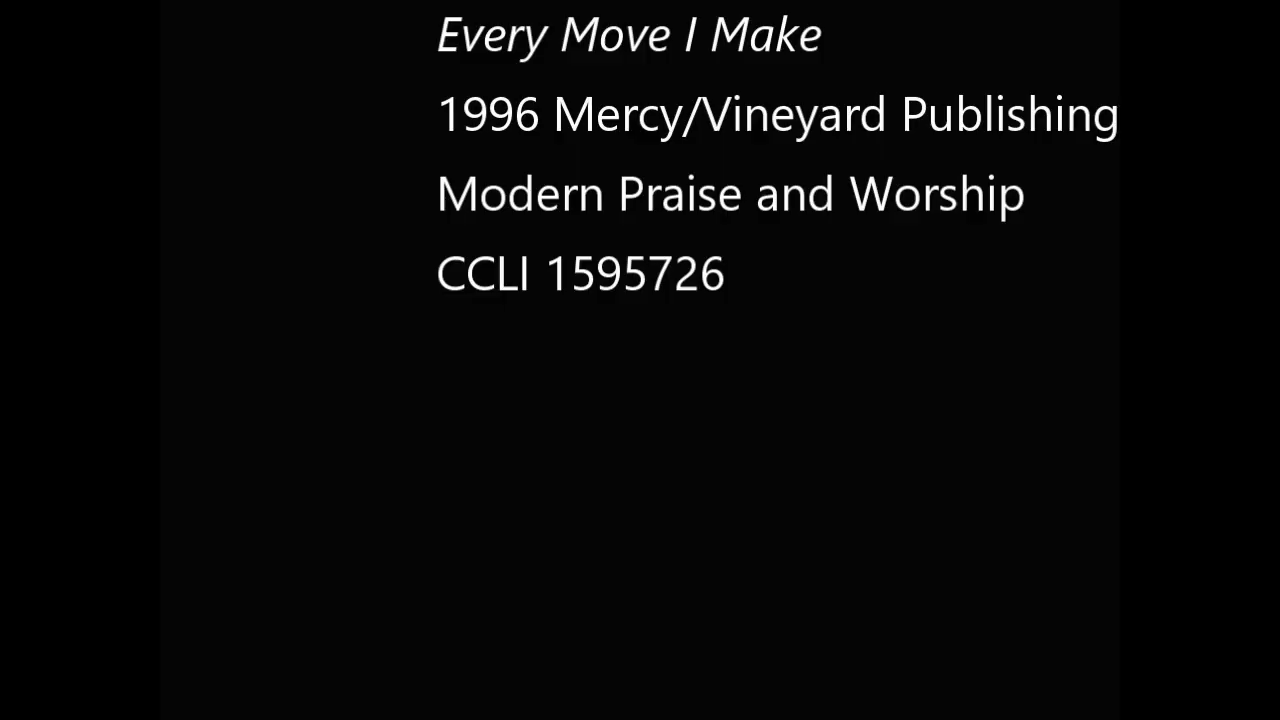 Every Move I Make
1996 Mercy/Vineyard Publishing
Modern Praise and Worship
CCLI 1595726